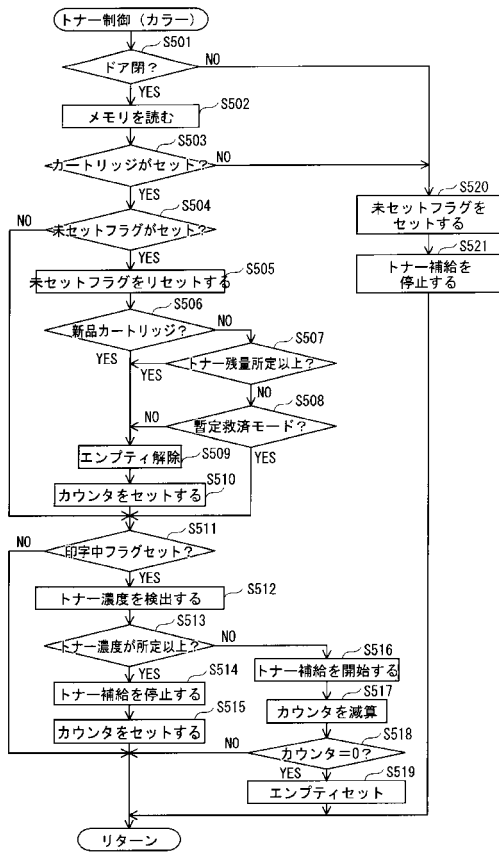 トナー制御（カラー）
S501
ドア閉？
NO
YES
S502
メモリを読む
S503
カートリッジがセット？
NO
YES
S504
NO
未セットフラグがセット？
YES
S505
未セットフラグをリセットする
S506
新品カートリッジ？
NO
YES
S507
トナー残量所定以上？
YES
NO
S508
暫定救済モード？
NO
YES
S509
エンプティ解除
S510
カウンタをセットする
S511
NO
印字中フラグセット？
YES
S512
トナー濃度を検出する
S513
トナー濃度が所定以上？
NO
YES
S514
トナー補給を停止する
S515
カウンタをセットする
S516
トナー補給を開始する
S517
カウンタを減算
S518
カウンタ＝0？
NO
YES
S519
エンプティセット
S520
未セットフラグを
セットする
S521
トナー補給を
停止する
リターン